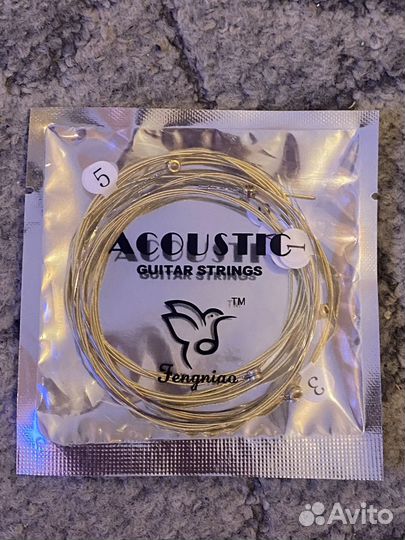 5
1
ACOUSTIC
GUITAR STRINGS
TM
Fengniao
3
Avito